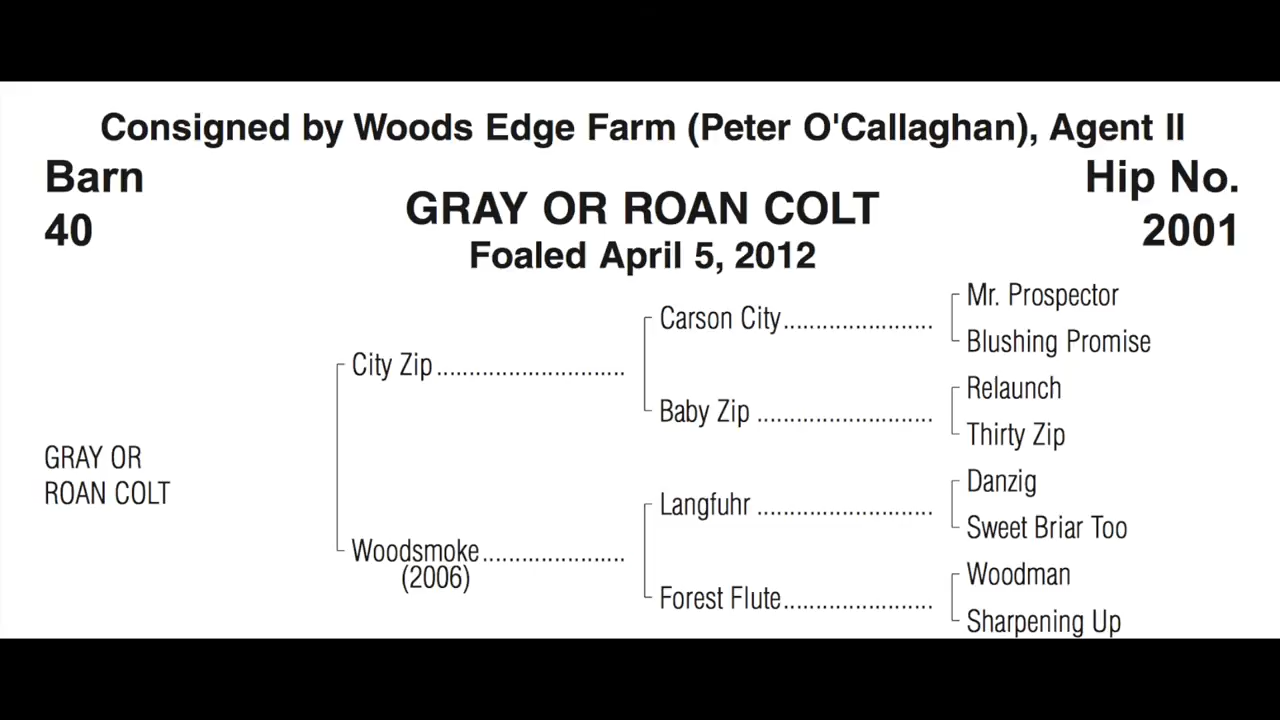 Consigned by Woods Edge Farm (Peter O'Callaghan), Agent II
Barn
40
Hip No.
2001
GRAY OR ROAN COLT
Foaled April 5, 2012
Mr. Prospector
Carson City.......................
Blushing Promise
City Zip.............................
Relaunch
Baby Zip...........................
Thirty Zip
GRAY OR
ROAN COLT
Danzig
Langfuhr...........................
Sweet Briar Too
Woodsmoke......................
(2006)
Woodman
Forest Flute.......................
Sharpening Up